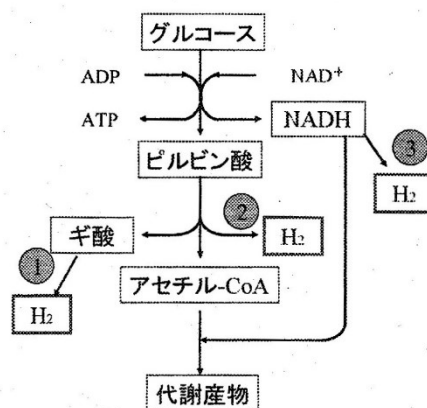 グルコース
ADP NAD⁺
ATP NADH
3
ピルビン酸
H₂
2
ギ酸 H₂
1
アセチル-CoA
H₂
代謝産物